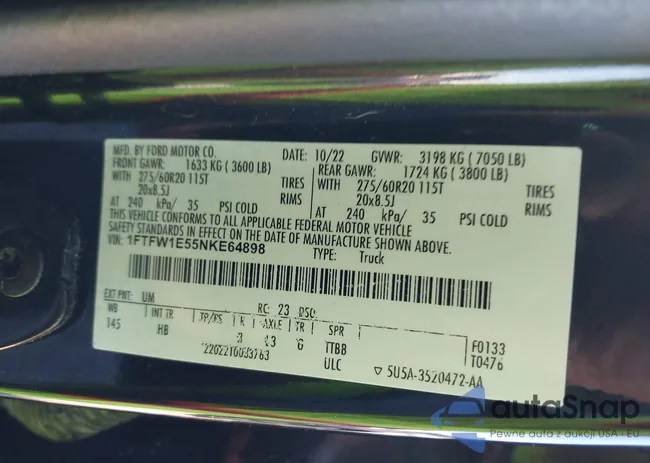 MFD. BY FORD MOTOR CO. DATE: 10/22 GVWR: 3198 KG ( 7050 LB)
FRONT GAWR: 1633 KG ( 3600 LB) REAR GAWR: 1724 KG ( 3800 LB)
WITH 275/60R20 115T TIRES WITH 275/60R20 115T TIRES
20x8.5J RIMS 20x8.5J RIMS
AT 240 kPa/ 35 PSI COLD AT 240 kPa/ 35 PSI COLD
THIS VEHICLE CONFORMS TO ALL APPLICABLE FEDERAL MOTOR VEHICLE
SAFETY STANDARDS IN EFFECT ON THE DATE OF MANUFACTURE SHOWN ABOVE.
VIN: 1FTFW1E55NKE64898 TYPE: Truck
EXT PNT: UM RC: 23 DSO:
WB INT TR TP/PS R AXLE TR SPR F0133
145 HB 6 TTBB T0476
ULC ▽ 5U5A-3520472-AA
autoSnap
Pewne auta z aukcji USA i EU